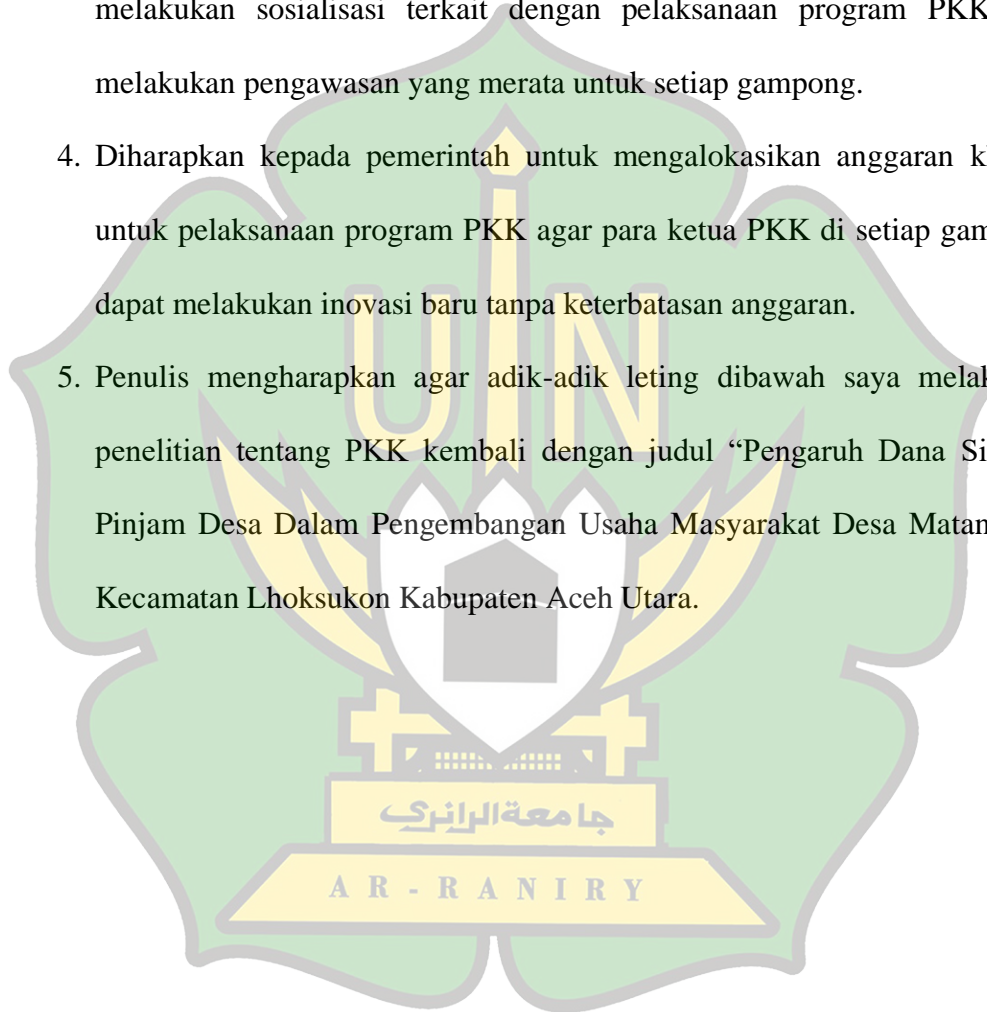 melakukan sosialisasi terkait dengan pelaksanaan program PKK
melakukan pengawasan yang merata untuk setiap gampong.
4. Diharapkan kepada pemerintah untuk mengalokasikan anggaran
untuk pelaksanaan program PKK agar para ketua PKK di setiap
dapat melakukan inovasi baru tanpa keterbatasan anggaran.
5. Penulis mengharapkan agar adik-adik leting dibawah saya
penelitian tentang PKK kembali dengan judul “Pengaruh Dana
Pinjam Desa Dalam Pengembangan Usaha Masyarakat Desa
Kecamatan Lhoksukon Kabupaten Aceh Utara.
UIN
جامعةالرانري
AR-RANIRY